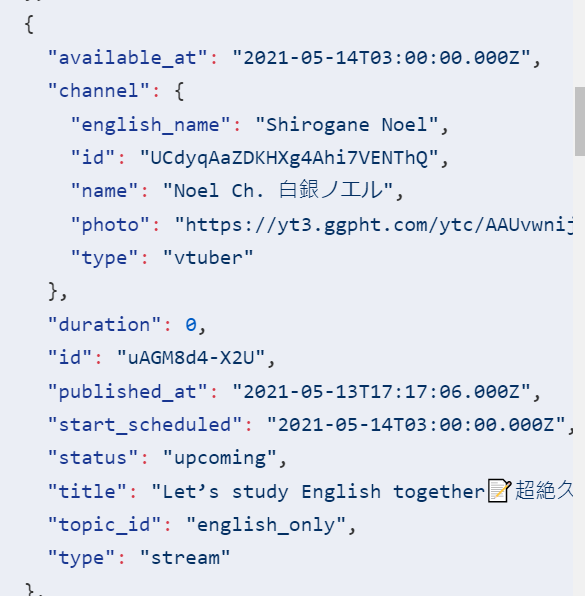 {
"available_at": "2021-05-14T03:00:00.000Z",
"channel": {
"english_name": "Shirogane Noel",
"id": "UCdyqAaZDKHXg4Ahi7VENThQ",
"name": "Noel Ch. 白銀ノエル",
"photo": "https://yt3.ggpht.com/ytc/AAUvwnij
"type": "vtuber"
},
"duration": 0,
"id": "uAGM8d4-X2U",
"published_at": "2021-05-13T17:17:06.000Z",
"start_scheduled": "2021-05-14T03:00:00.000Z",
"status": "upcoming",
"title": "Let’s study English together📝超絶久
"topic_id": "english_only",
"type": "stream"
},